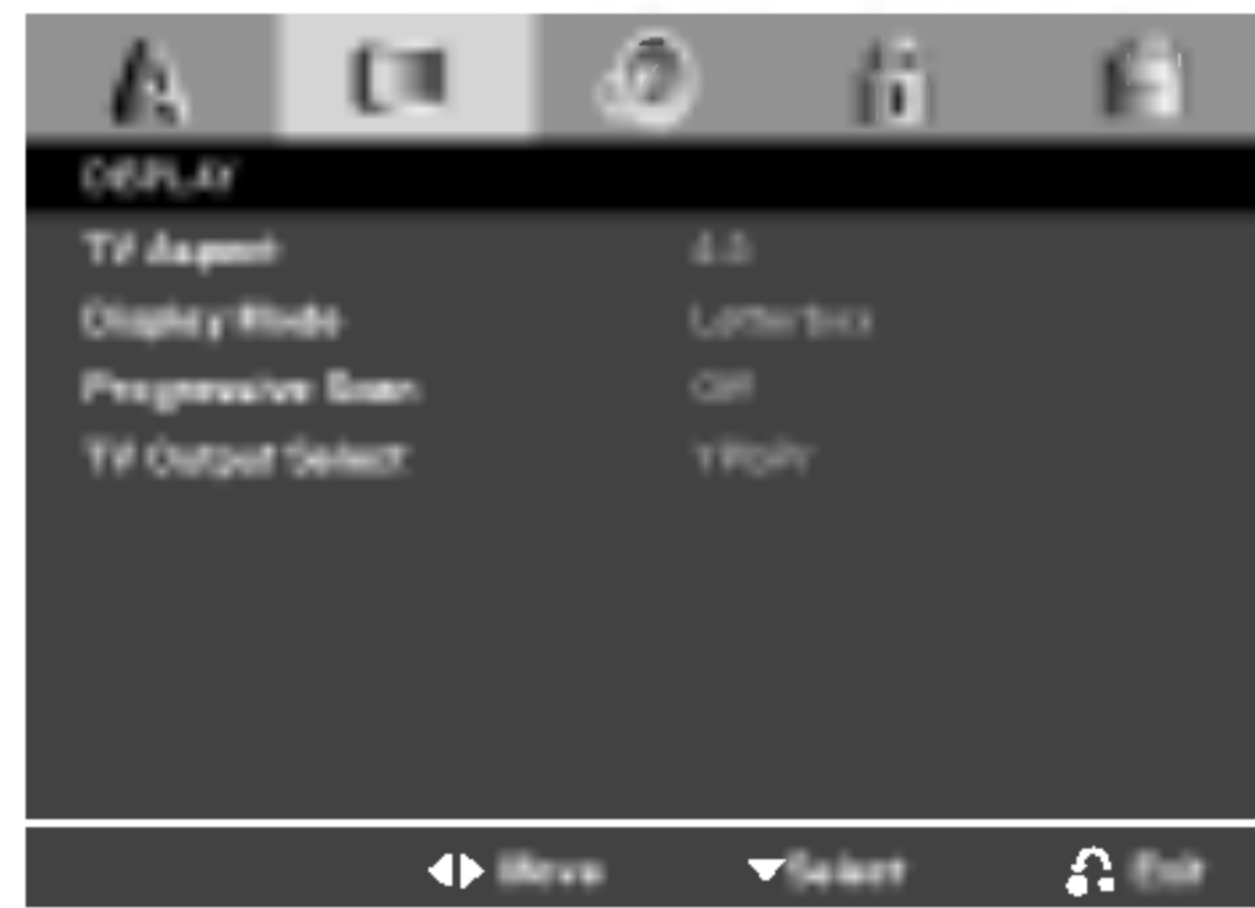 DISPLAY
TV Aspect 4:3
Display Mode Letterbox
Progressive Scan Off
TV Output Select YPbPr
Move Select Exit